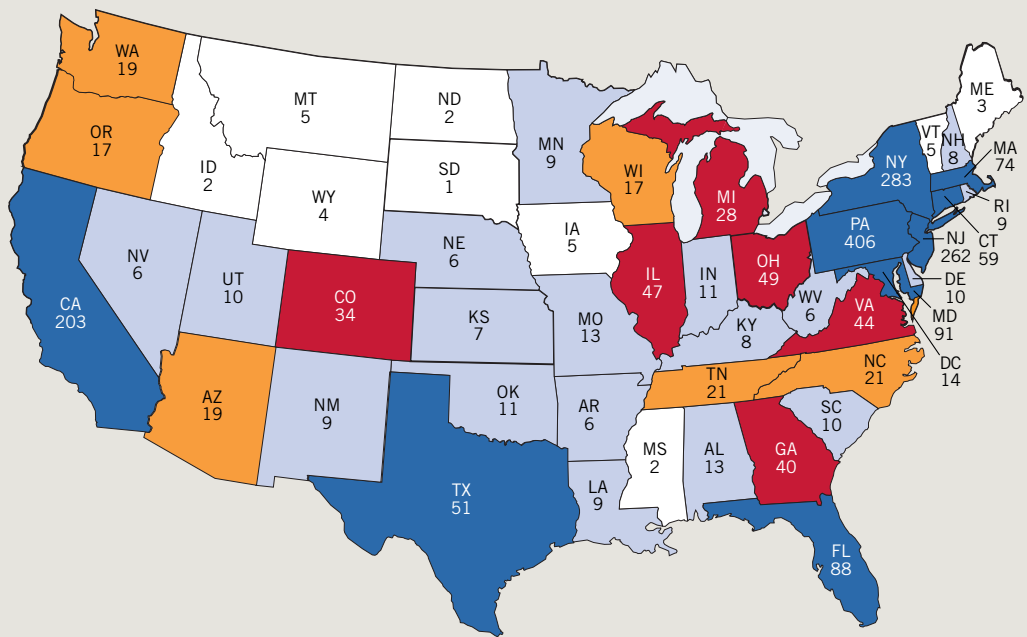 WA
19
OR
17
CA
203
NV
6
ID
2
MT
5
WY
4
UT
10
AZ
19
CO
34
NM
9
ND
2
SD
1
NE
6
KS
7
OK
11
TX
51
MN
9
IA
5
MO
13
AR
6
LA
9
WI
17
IL
47
MS
2
MI
28
IN
11
KY
8
TN
21
AL
13
OH
49
WV
6
VA
44
NC
21
SC
10
GA
40
FL
88
PA
406
NY
283
VT
5
NH
8
ME
3
MA
74
RI
9
CT
59
NJ
262
DE
10
MD
91
DC
14